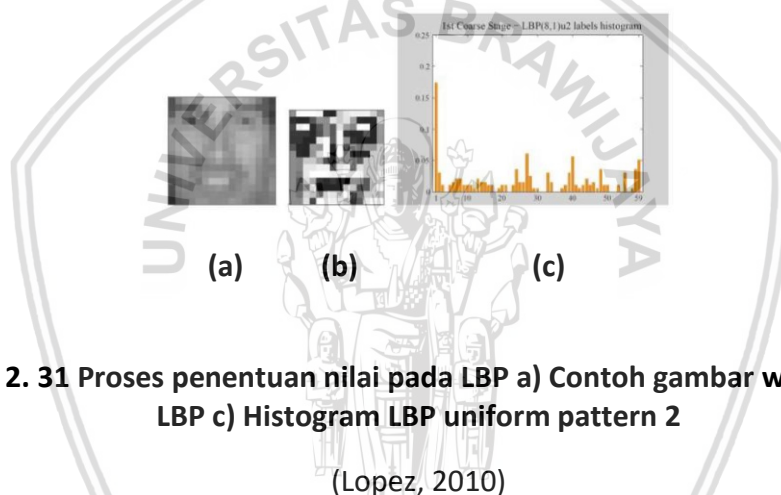 UNIVERSITAS BRAWIJAYA
1st Coarse Stage - LBP(8,1)u2 labels histogram
0.25
0.2
0.15
0.1
0.05
0
1 10 20 30 40 50 59
(a) (b) (c)
2. 31 Proses penentuan nilai pada LBP a) Contoh gambar w
LBP c) Histogram LBP uniform pattern 2
(Lopez, 2010)